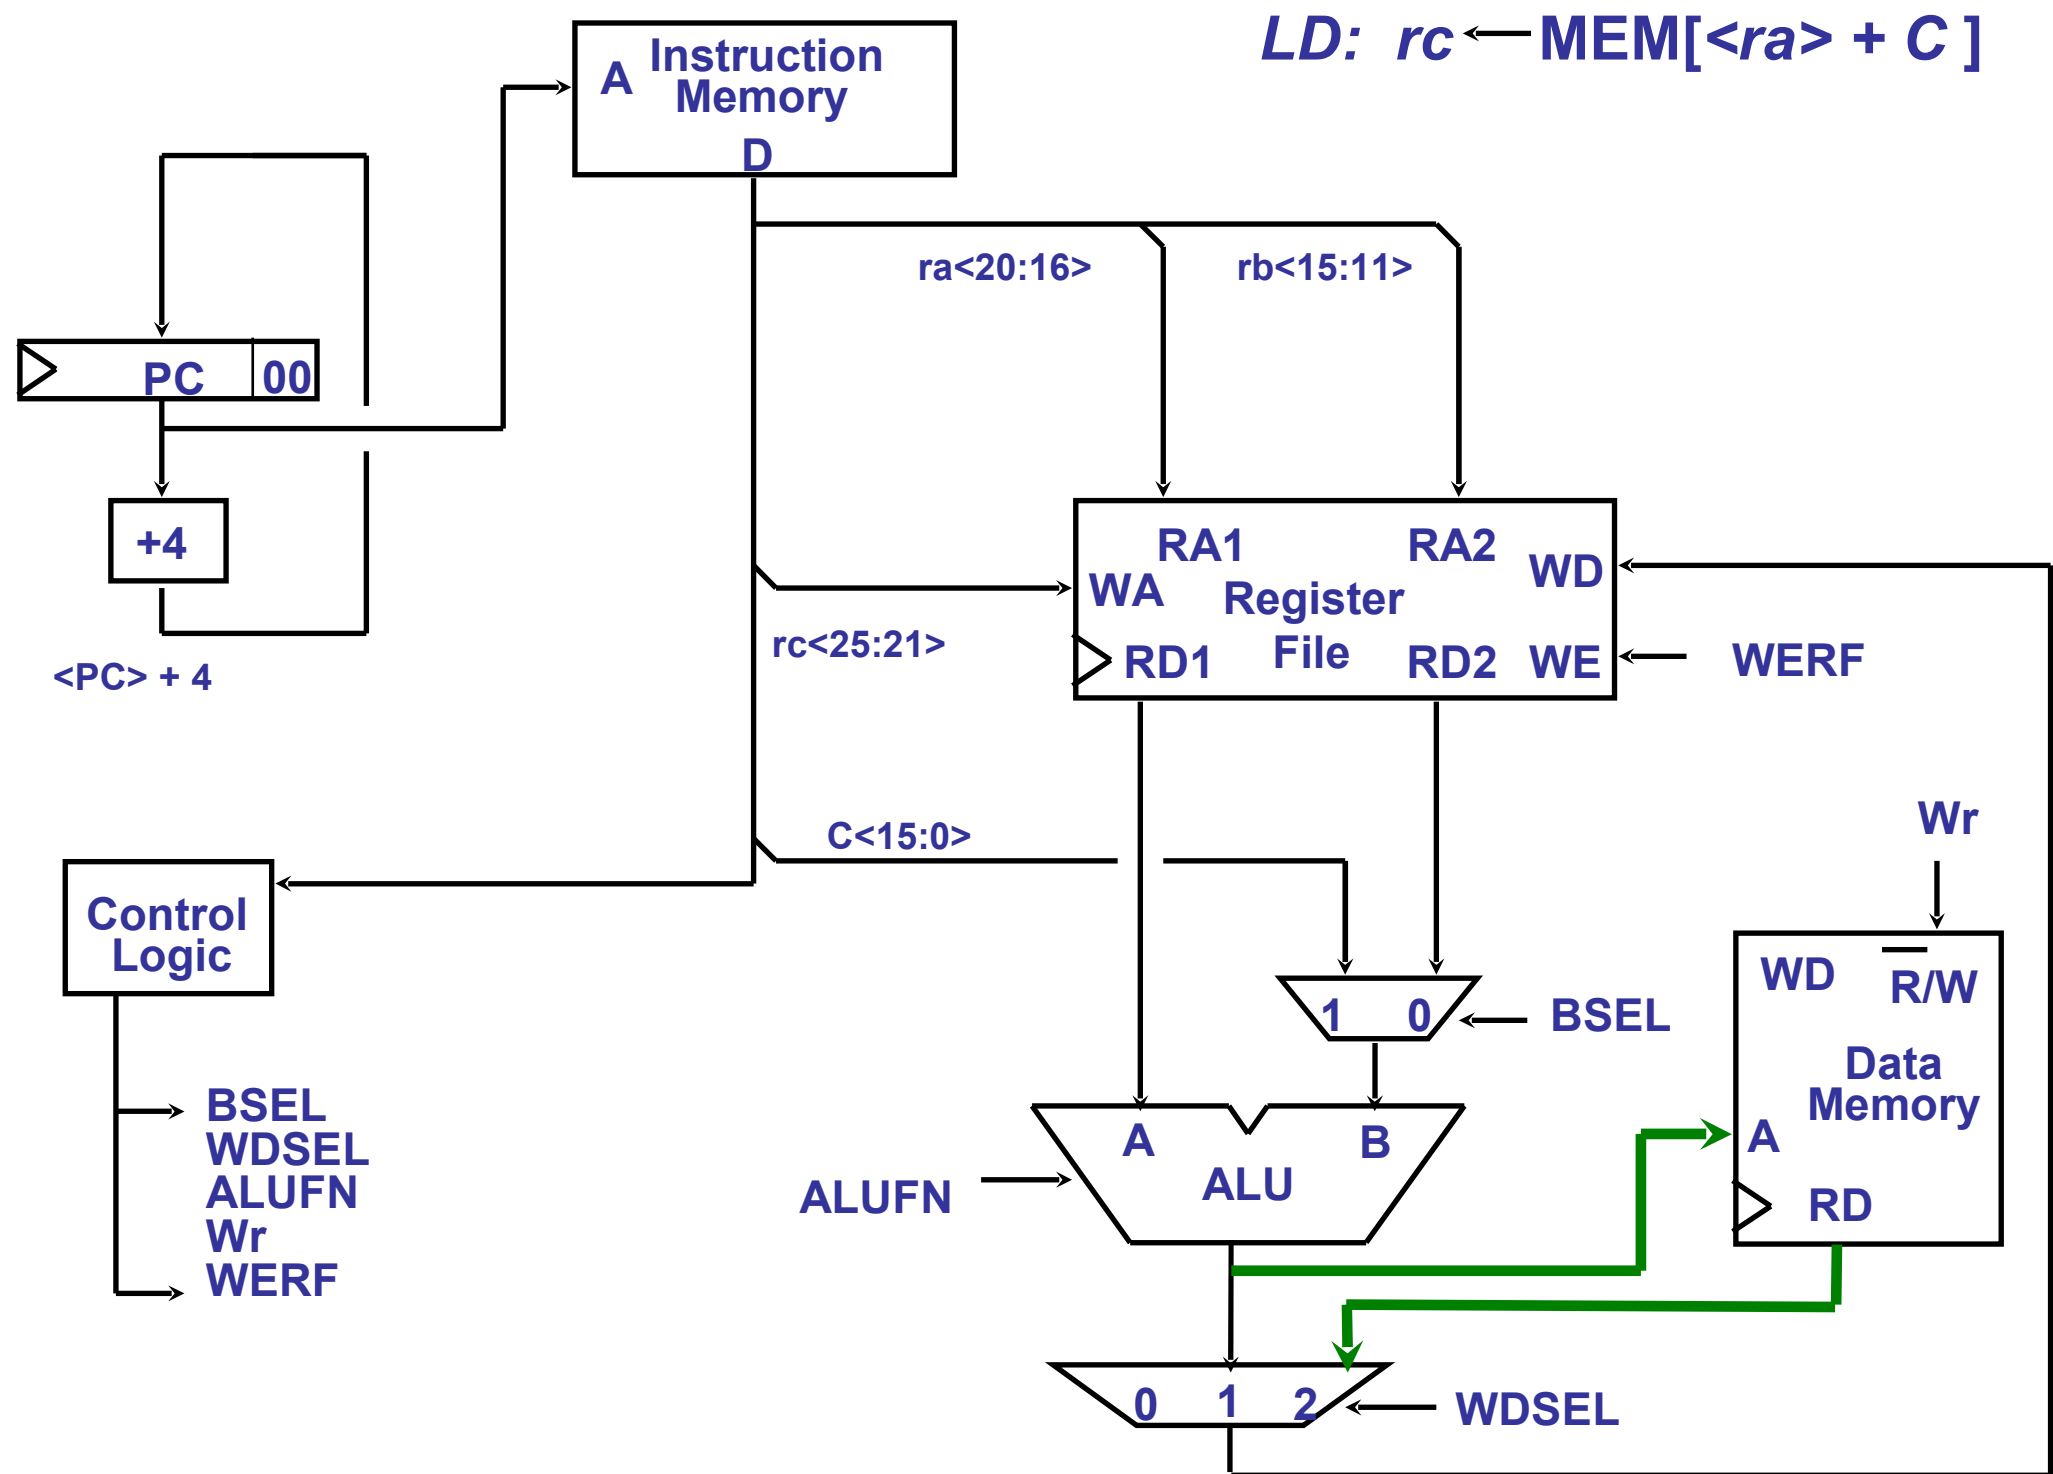 LD: rc MEM[<ra> + C ]
Instruction
A
Memory
D
ra<20:16>
rb<15:11>
PC
00
+4
<PC> + 4
RA1
RA2
WD
WA
Register
File
rc<25:21>
RD1
RD2
WE
WERF
C<15:0>
Wr
Control
Logic
WD
R/W
1
0
BSEL
Data
Memory
BSEL
WDSEL
ALUFN
Wr
WERF
A
B
ALU
ALUFN
A
RD
0
1
2
WDSEL